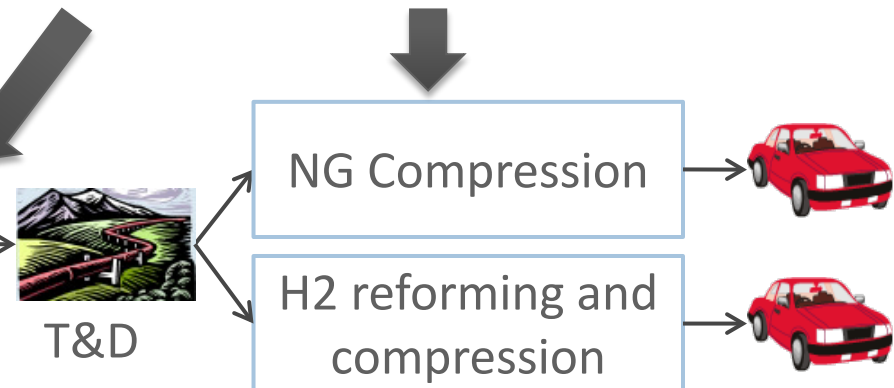 NG Compression
H2 reforming and
compression
T&D